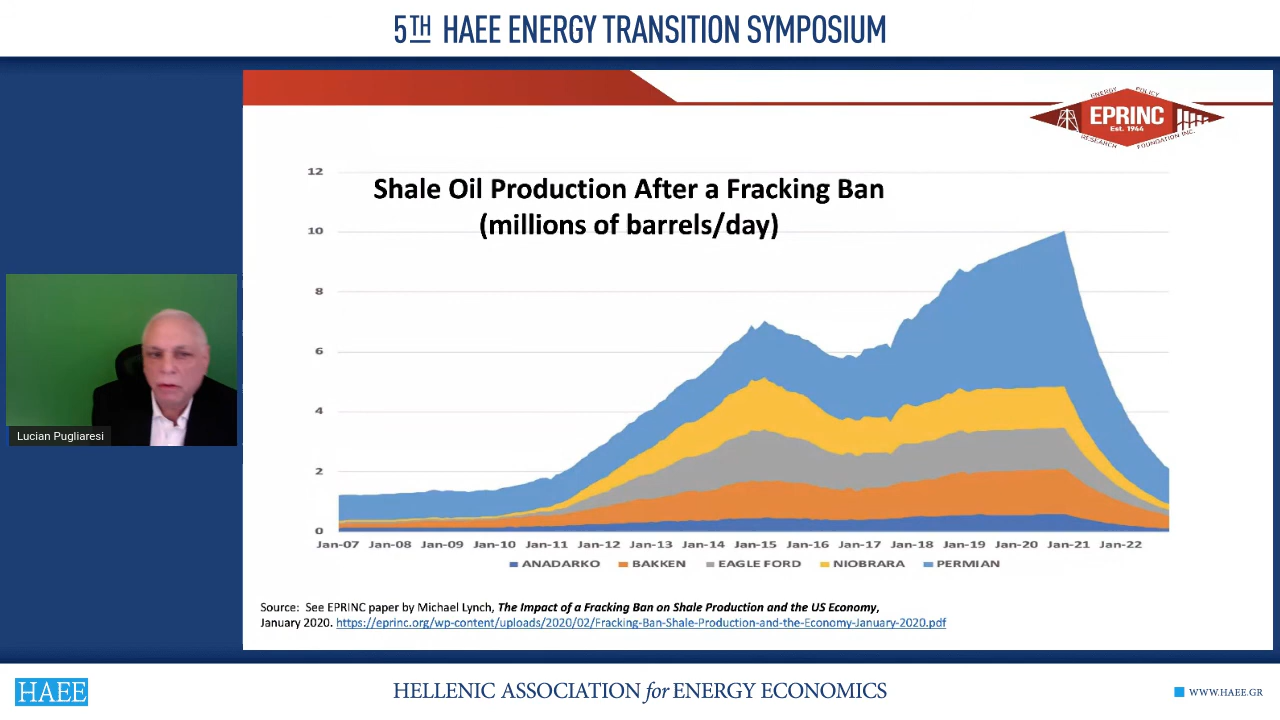 5TH HAEE ENERGY TRANSITION SYMPOSIUM
ENERGY POLICY
EPRINC
Est. 1944
RESEARCH FOUNDATION INC.
Shale Oil Production After a Fracking Ban
(millions of barrels/day)
12
10
8
6
4
2
0
Jan-07 Jan-08 Jan-09 Jan-10 Jan-11 Jan-12 Jan-13 Jan-14 Jan-15 Jan-16 Jan-17 Jan-18 Jan-19 Jan-20 Jan-21 Jan-22
ANADARKO BAKKEN EAGLE FORD NIOBRARA PERMIAN
Lucian Pugliaresi
Source: See EPRINC paper by Michael Lynch, The Impact of a Fracking Ban on Shale Production and the US Economy,
January 2020. https://eprinc.org/wp-content/uploads/2020/02/Fracking-Ban-Shale-Production-and-the-Economy-January-2020.pdf
HAEE
HELLENIC ASSOCIATION for ENERGY ECONOMICS
WWW.HAEE.GR